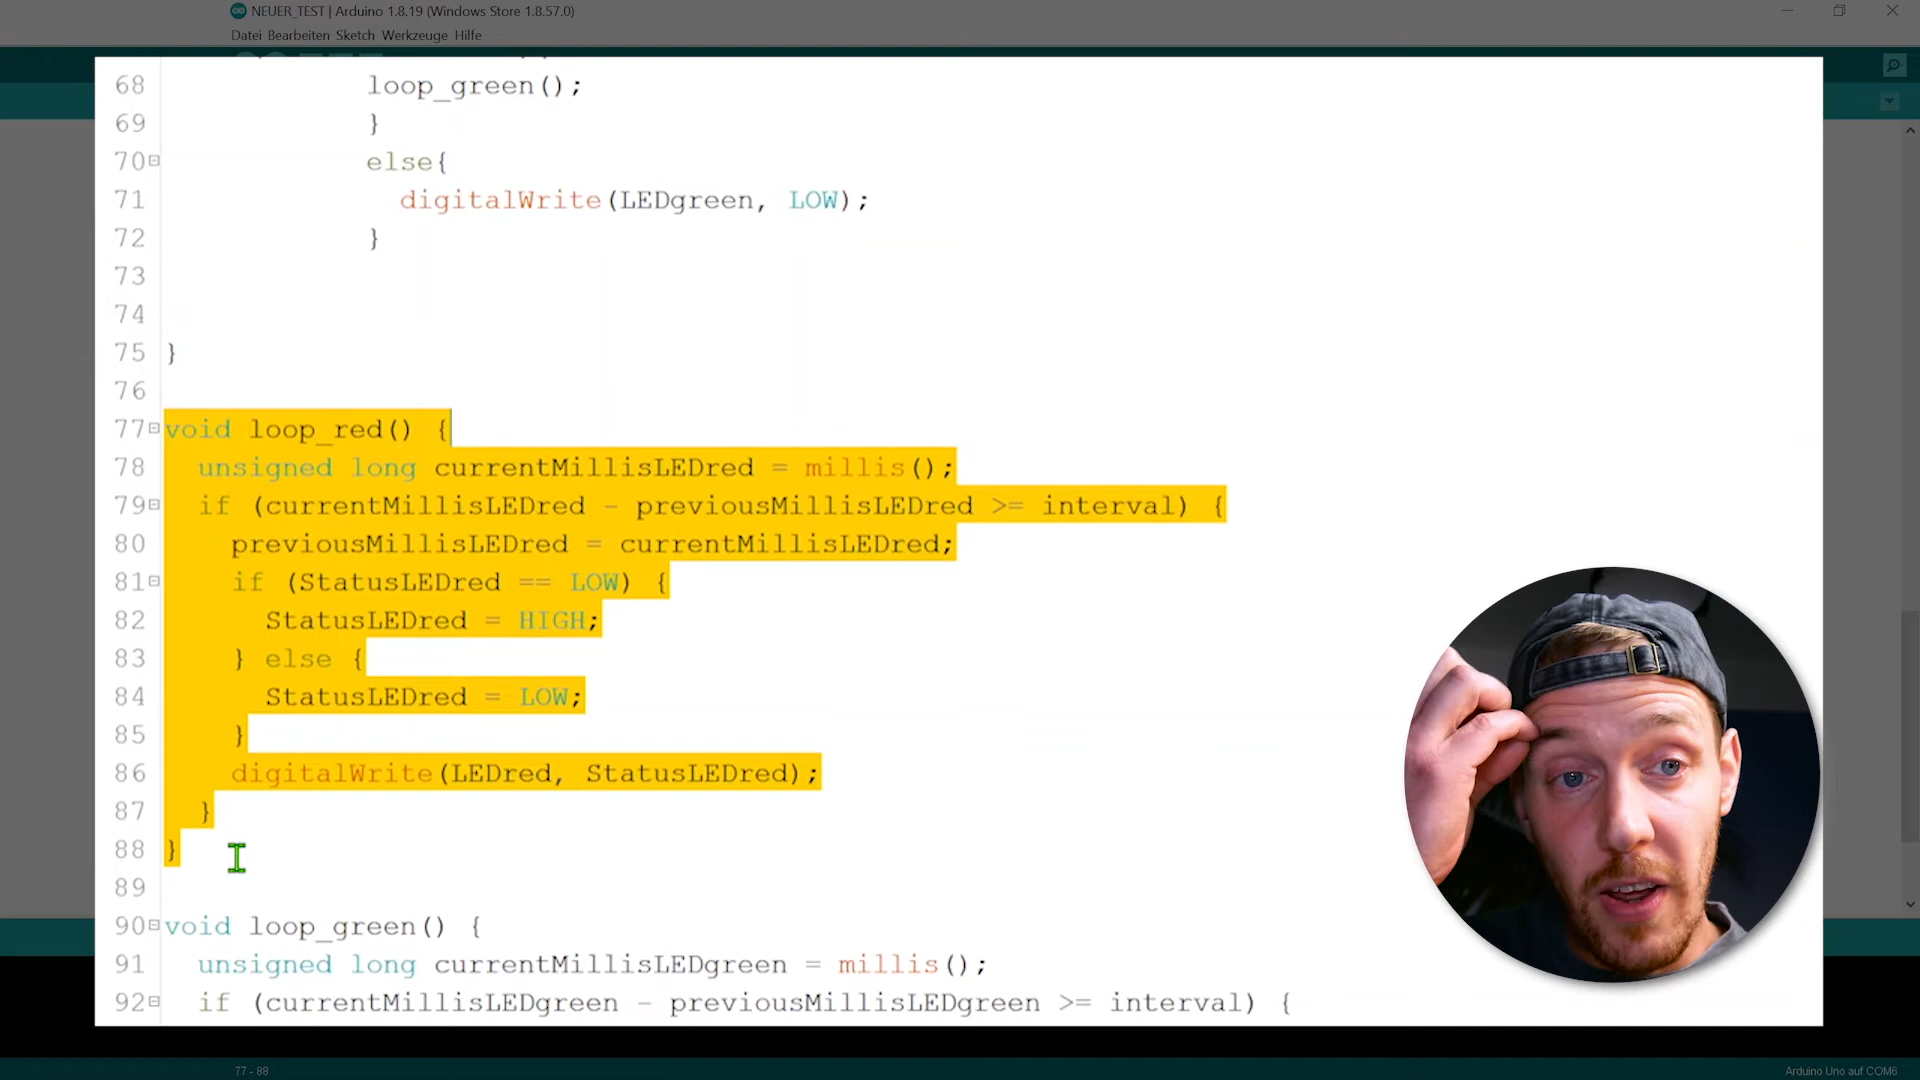 NEUER_TEST | Arduino 1.8.19 (Windows Store 1.8.57.0)
Datei Bearbeiten Sketch Werkzeuge Hilfe
68 loop_green();
69 }
70 else{
71 digitalWrite(LEDgreen, LOW);
72 }
73
74
75 }
76
77 void loop_red() {
78 unsigned long currentMillisLEDred = millis();
79 if (currentMillisLEDred - previousMillisLEDred >= interval) {
80 previousMillisLEDred = currentMillisLEDred;
81 if (StatusLEDred == LOW) {
82 StatusLEDred = HIGH;
83 } else {
84 StatusLEDred = LOW;
85 }
86 digitalWrite(LEDred, StatusLEDred);
87 }
88 }
89
90 void loop_green() {
91 unsigned long currentMillisLEDgreen = millis();
92 if (currentMillisLEDgreen - previousMillisLEDgreen >= interval) {
77 - 88
Arduino Uno auf COM6